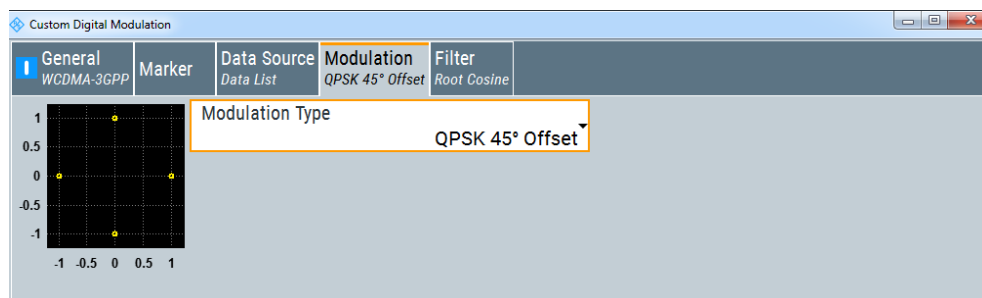 Custom Digital Modulation
General
WCDMA-3GPP
Marker
Data Source
Data List
Modulation
QPSK 45° Offset
Filter
Root Cosine
Modulation Type
QPSK 45° Offset
1
0.5
0
-0.5
-1
-1 -0.5 0 0.5 1